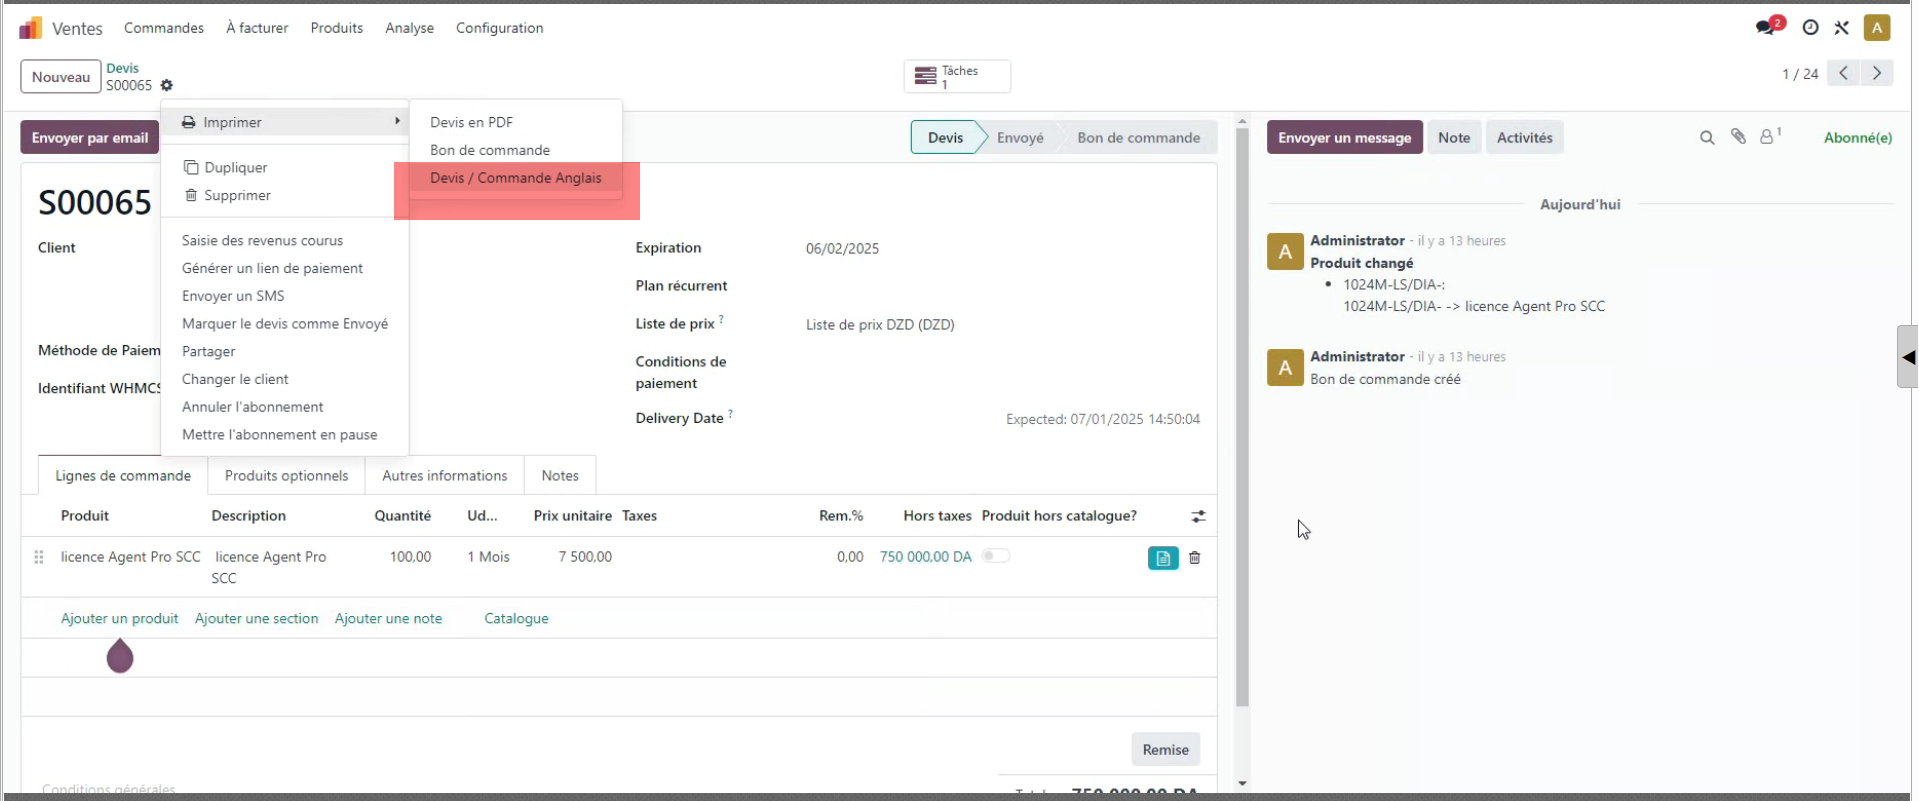 Ventes Commandes À facturer Produits Analyse Configuration 2 A
Nouveau Devis S00065 Tâches 1 1 / 24
Envoyer par email
Imprimer
Dupliquer
Supprimer
Saisie des revenus courus
Générer un lien de paiement
Envoyer un SMS
Marquer le devis comme Envoyé
Partager
Changer le client
Annuler l'abonnement
Mettre l'abonnement en pause
Devis en PDF
Bon de commande
Devis / Commande Anglais
Devis Envoyé Bon de commande
S00065
Client
Méthode de Paiem
Identifiant WHMCS
Expiration 06/02/2025
Plan récurrent
Liste de prix ? Liste de prix DZD (DZD)
Conditions de
paiement
Delivery Date ? Expected: 07/01/2025 14:50:04
Lignes de commande Produits optionnels Autres informations Notes
Produit Description Quantité Ud... Prix unitaire Taxes Rem.% Hors taxes Produit hors catalogue?
licence Agent Pro SCC licence Agent Pro 100,00 1 Mois 7 500,00 0,00 750 000,00 DA
SCC
Ajouter un produit Ajouter une section Ajouter une note Catalogue
Remise
Conditions générales
750 000,00 DA
Envoyer un message Note Activités 1 Abonné(e)
Aujourd'hui
A Administrator - il y a 13 heures
Produit changé
• 1024M-LS/DIA-:
1024M-LS/DIA- -> licence Agent Pro SCC
A Administrator - il y a 13 heures
Bon de commande créé